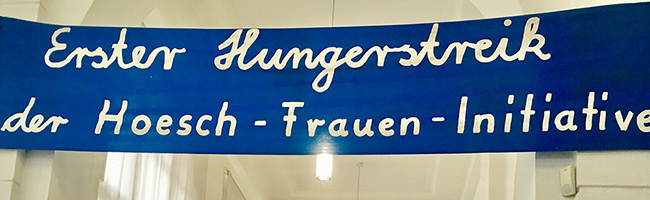 Erster Hungerstreik
der Hoesch-Frauen-Initiative